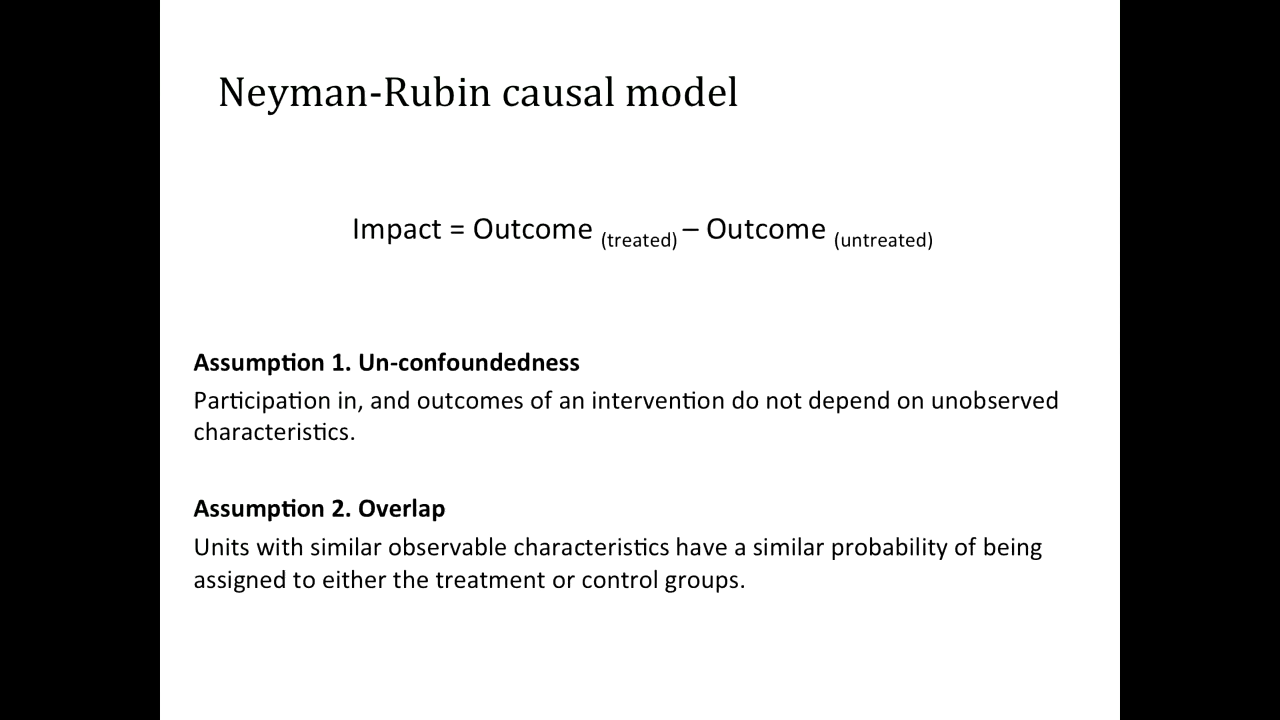 Neyman-Rubin causal model
Impact = Outcome (treated) – Outcome (untreated)
Assumption 1. Un-confoundedness
Participation in, and outcomes of an intervention do not depend on unobserved
characteristics.
Assumption 2. Overlap
Units with similar observable characteristics have a similar probability of being
assigned to either the treatment or control groups.